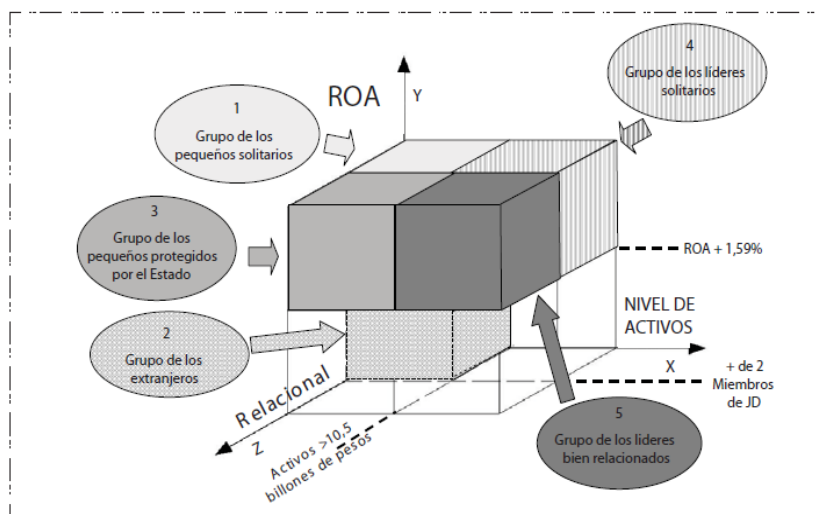 4
Grupo de los líderes
solitarios
ROA
Y
1
Grupo de los
pequeños solitarios
3
Grupo de los
pequeños protegidos
por el Estado
ROA + 1,59%
NIVEL DE
ACTIVOS
2
Grupo de los
extranjeros
X
+ de 2
Miembros
de JD
Relacional
Z
Activos >10,5
billones de pesos
5
Grupo de los lideres
bien relacionados